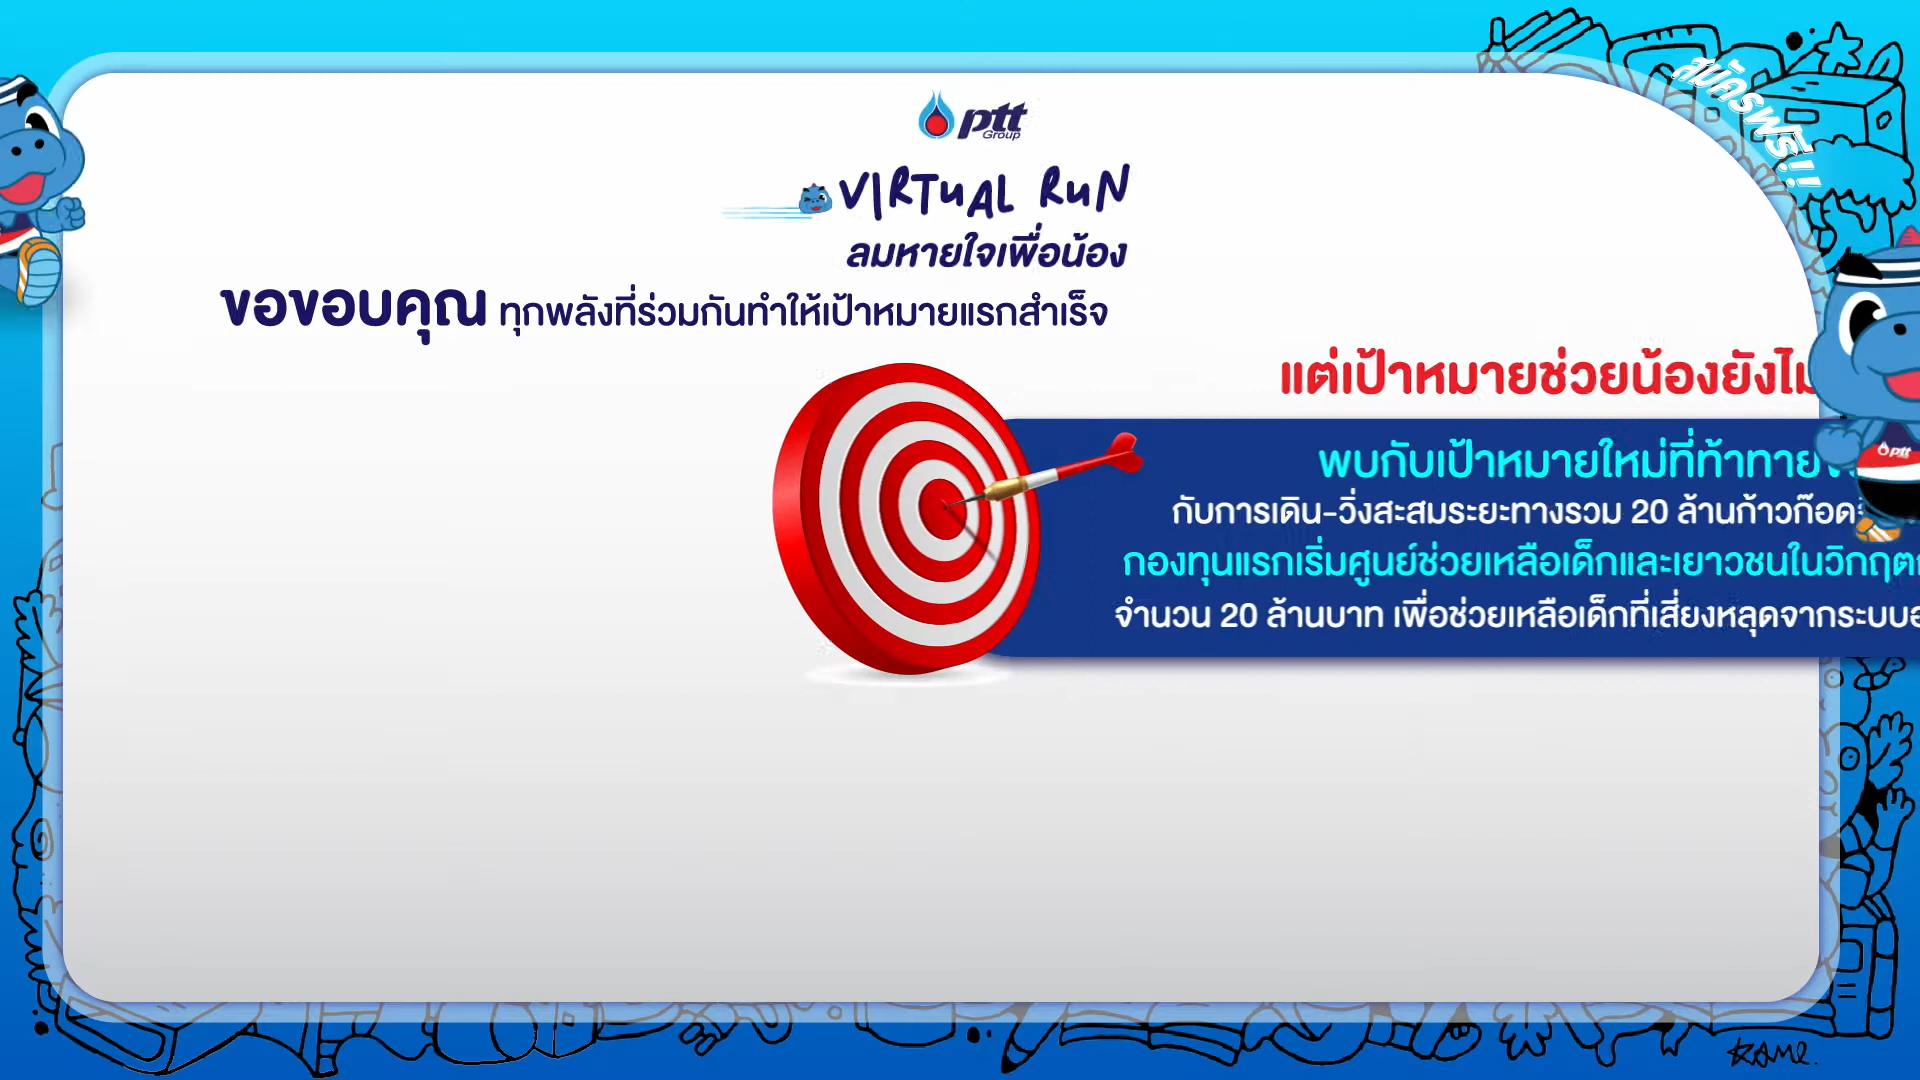 สมัครฟรี!!
ptt
Group
VIRTUAL RUN
ลมหายใจเพื่อน้อง
ขอขอบคุณ ทุกพลังที่ร่วมกันทำให้เป้าหมายแรกสำเร็จ
แต่เป้าหมายช่วยน้องยัง
พบกับเป้าหมายใหม่ที่ท้าทาย
ptt
กับการเดิน-วิ่งสะสมระยะทางรวม 20 ล้านก้าวก๊อด
กองทุนแรกเริ่มศูนย์ช่วยเหลือเด็กและเยาวชนในวิกฤต
จำนวน 20 ล้านบาท เพื่อช่วยเหลือเด็กที่เสี่ยงหลุดจากระบบ